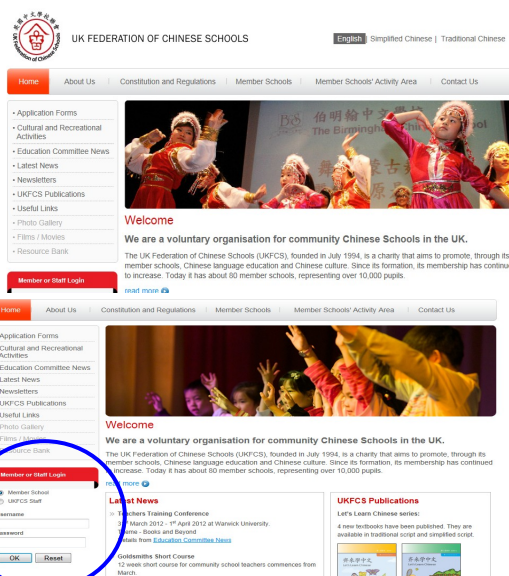 UK FEDERATION OF CHINESE SCHOOLS
English | Simplified Chinese | Traditional Chinese
Home About Us Constitution and Regulations Member Schools Member Schools' Activity Area Contact Us
Application Forms
Cultural and Recreational
Activities
Education Committee News
Latest News
Newsletters
UKFCS Publications
Useful Links
Photo Gallery
Films / Movies
Resource Bank
Member or Staff Login
伯明翰中文學校
The Birmingham Chinese School
Welcome
We are a voluntary organisation for community Chinese Schools in the UK.
The UK Federation of Chinese Schools (UKFCS), founded in July 1994, is a charity that aims to promote, through its
member schools, Chinese language education and Chinese culture. Since its formation, its membership has continu
to increase. Today it has about 80 member schools, representing over 10,000 pupils.
read more
Home About Us Constitution and Regulations Member Schools Member Schools' Activity Area Contact Us
Application Forms
Cultural and Recreational
Activities
Education Committee News
Latest News
Newsletters
UKFCS Publications
Useful Links
Photo Gallery
Films / Movies
Resource Bank
Member or Staff Login
Member School
UKFCS Staff
Username
Password
OK Reset
Welcome
We are a voluntary organisation for community Chinese Schools in the UK.
The UK Federation of Chinese Schools (UKFCS), founded in July 1994, is a charity that aims to promote, through its
member schools, Chinese language education and Chinese culture. Since its formation, its membership has continued
to increase. Today it has about 80 member schools, representing over 10,000 pupils.
read more
Latest News
Teachers Training Conference
March 2012 - 1st April 2012 at Warwick University.
Theme - Books and Beyond
Details from Education Committee News
Goldsmiths Short Course
12 week short course for community school teachers commences from
March.
UKFCS Publications
Let's Learn Chinese series:
4 new textbooks have been published. They are
available in traditional script and simplified script.